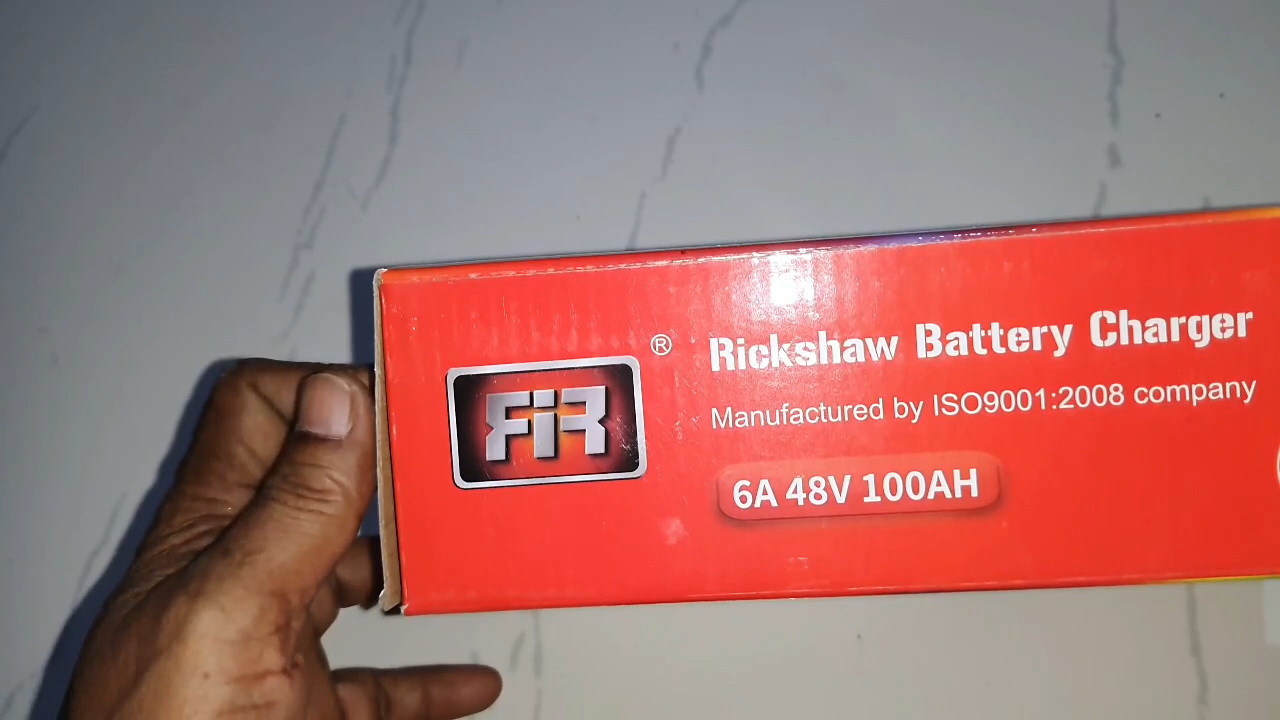 FiR
®
Rickshaw Battery Charger
Manufactured by ISO9001:2008 company
6A 48V 100AH